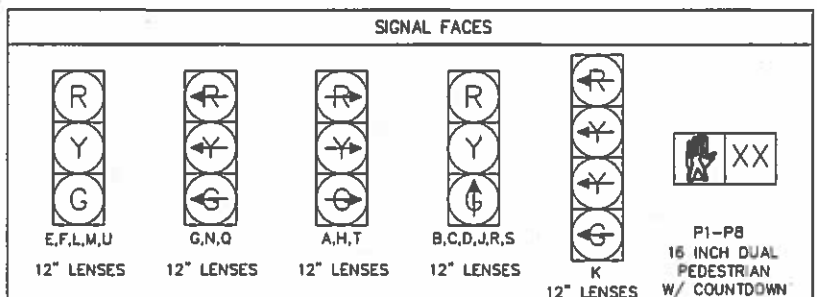 SIGNAL FACES
R
Y
G
E,F,L,M,U
12" LENSES
R
Y
G
G,N,Q
12" LENSES
R
Y
G
A,H,T
12" LENSES
R
Y
G
B,C,D,J,R,S
12" LENSES
R
Y
Y
G
K
12" LENSES
XX
P1-P8
16 INCH DUAL
PEDESTRIAN
W/ COUNTDOWN